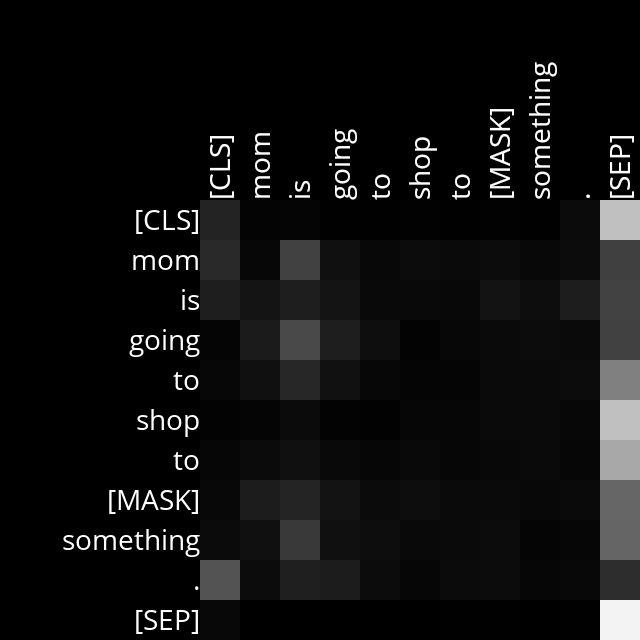 [CLS] mom is going to shop to [MASK] something . [SEP]
[CLS]
mom
is
going
to
shop
to
[MASK]
something
.
[SEP]